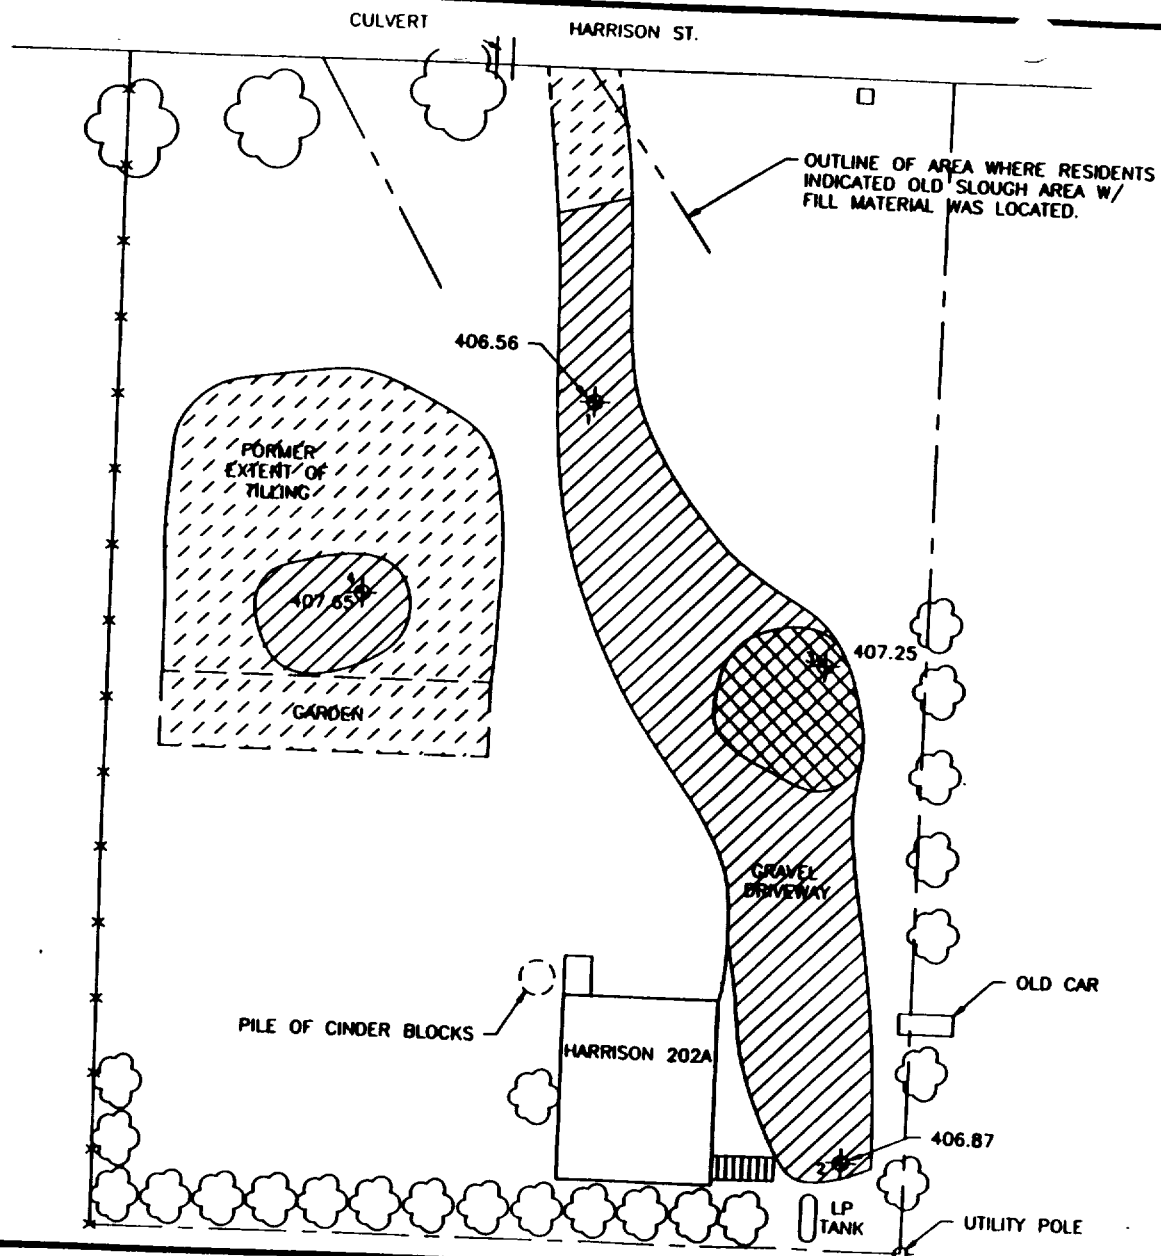 CULVERT
HARRISON ST.
OUTLINE OF AREA WHERE RESIDENTS
INDICATED OLD SLOUGH AREA W/
FILL MATERIAL WAS LOCATED.
406.56
1
FORMER
EXTENT OF
TILLING
407.65
407.25
GARDEN
GRAVEL
DRIVEWAY
OLD CAR
PILE OF CINDER BLOCKS
HARRISON 202A
406.87
2
LP
TANK
UTILITY POLE